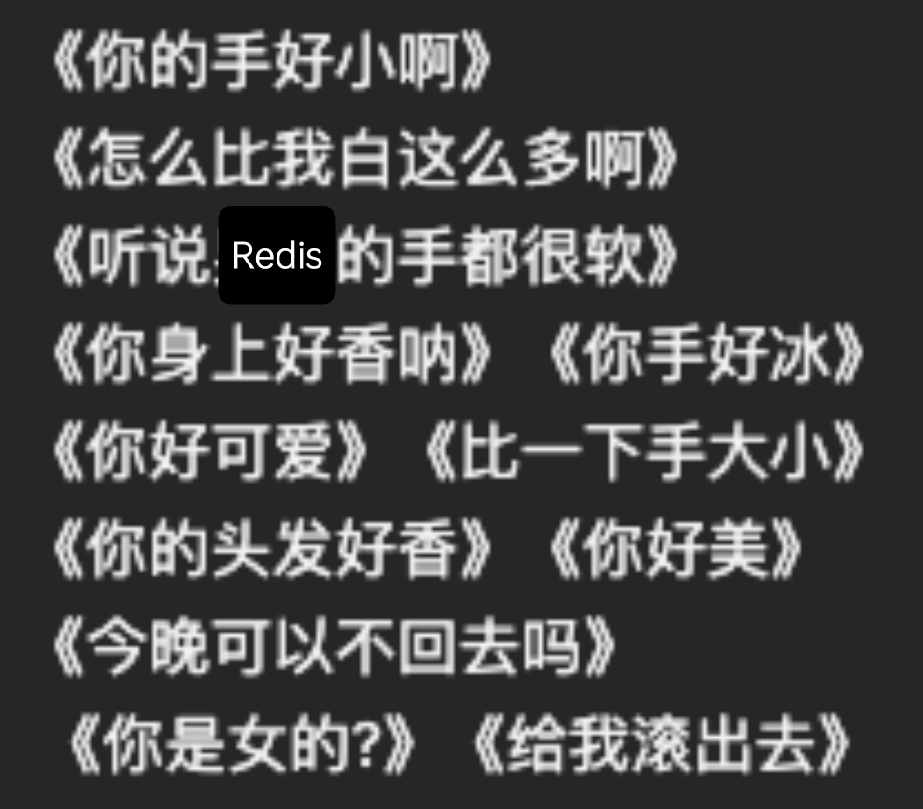 《你的手好小啊》
《怎么比我白这么多啊》
《听说Redis的手都很软》
《你身上好香呐》 《你手好冰》
《你好可爱》 《比一下手大小》
《你的头发好香》 《你好美》
《今晚可以不回去吗》
《你是女的?》 《给我滚出去》